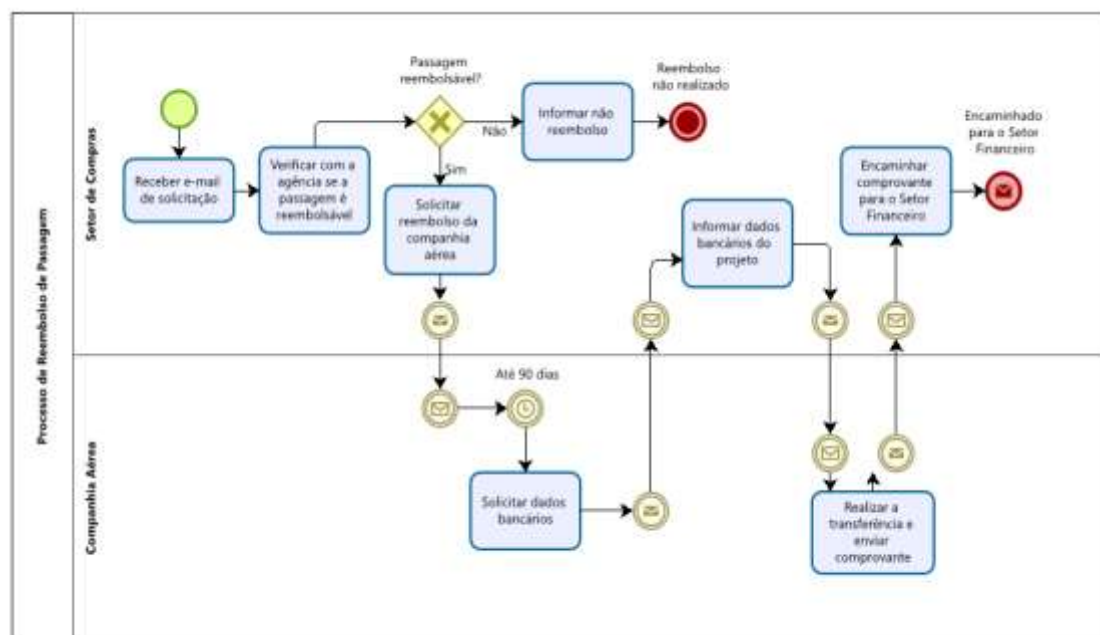 Processo de Reembolso de Passagem
Setor de Compras
Receber e-mail
de solicitação
Verificar com a
agência se a
passagem é
reembolsável
Passagem
reembolsável?
Não
Sim
Informar não
reembolso
Reembolso
não realizado
Solicitar
reembolso da
companhia
aérea
Informar dados
bancários do
projeto
Encaminhar
comprovante
para o Setor
Financeiro
Encaminhado
para o Setor
Financeiro
Companhia Aérea
Até 90 dias
Solicitar dados
bancários
Realizar a
transferência e
enviar
comprovante